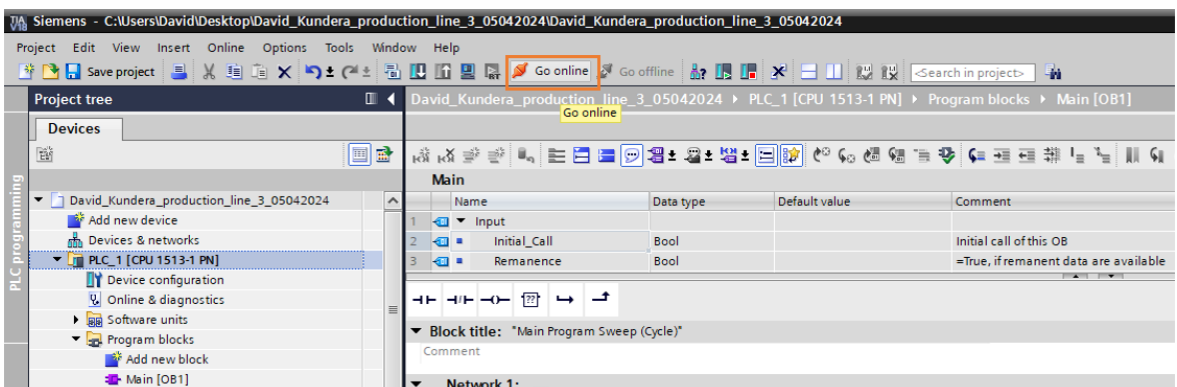 Siemens - C:\Users\David\Desktop\David_Kundera_production_line_3_05042024\David_Kundera_production_line_3_05042024
Project Edit View Insert Online Options Tools Window Help
Save project Go online Go offline <Search in project>
Project tree
David_Kundera_production_line_3_05042024 PLC_1 [CPU 1513-1 PN] Program blocks Main [OB1]
Go online
Devices
PLC programming
Main
Name Data type Default value Comment
1 Input
2 Initial_Call Bool Initial call of this OB
3 Remanence Bool =True, if remanent data are available
David_Kundera_production_line_3_05042024
Add new device
Devices & networks
PLC_1 [CPU 1513-1 PN]
Device configuration
Online & diagnostics
Software units
Program blocks
Add new block
Main [OB1]
??
Block title: "Main Program Sweep (Cycle)"
Comment
Network 1: